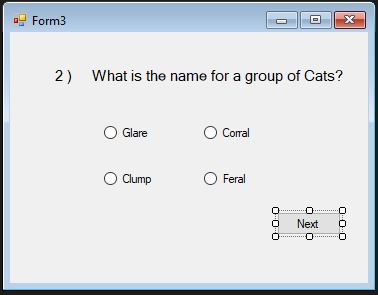 Form3
2 ) What is the name for a group of Cats?
Glare Corral
Clump Feral
Next